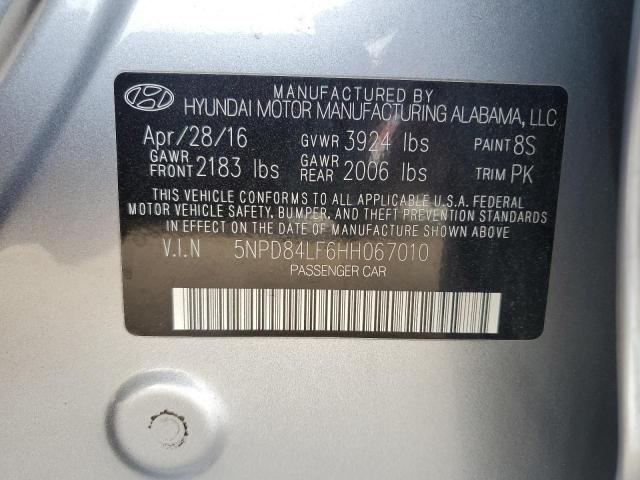 MANUFACTURED BY
HYUNDAI MOTOR MANUFACTURING ALABAMA, LLC
Apr/28/16 GVWR 3924 lbs PAINT 8S
GAWR FRONT 2183 lbs GAWR REAR 2006 lbs TRIM PK
THIS VEHICLE CONFORMS TO ALL APPLICABLE U.S.A. FEDERAL
MOTOR VEHICLE SAFETY, BUMPER, AND THEFT PREVENTION STANDARDS
IN EFFECT ON THE DATE OF MANUFACTURE SHOWN ABOVE
V.I.N 5NPD84LF6HH067010
PASSENGER CAR